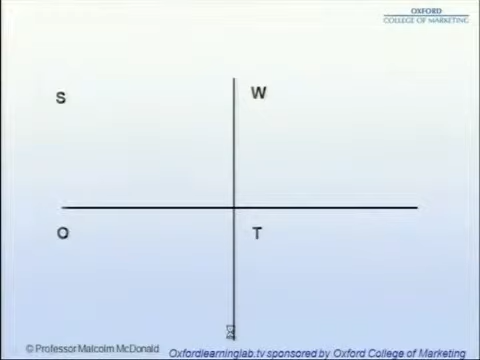 OXFORD
COLLEGE OF MARKETING
S
W
O
T
© Professor Malcolm McDonald
Oxfordlearninglab.tv sponsored by Oxford College of Marketing